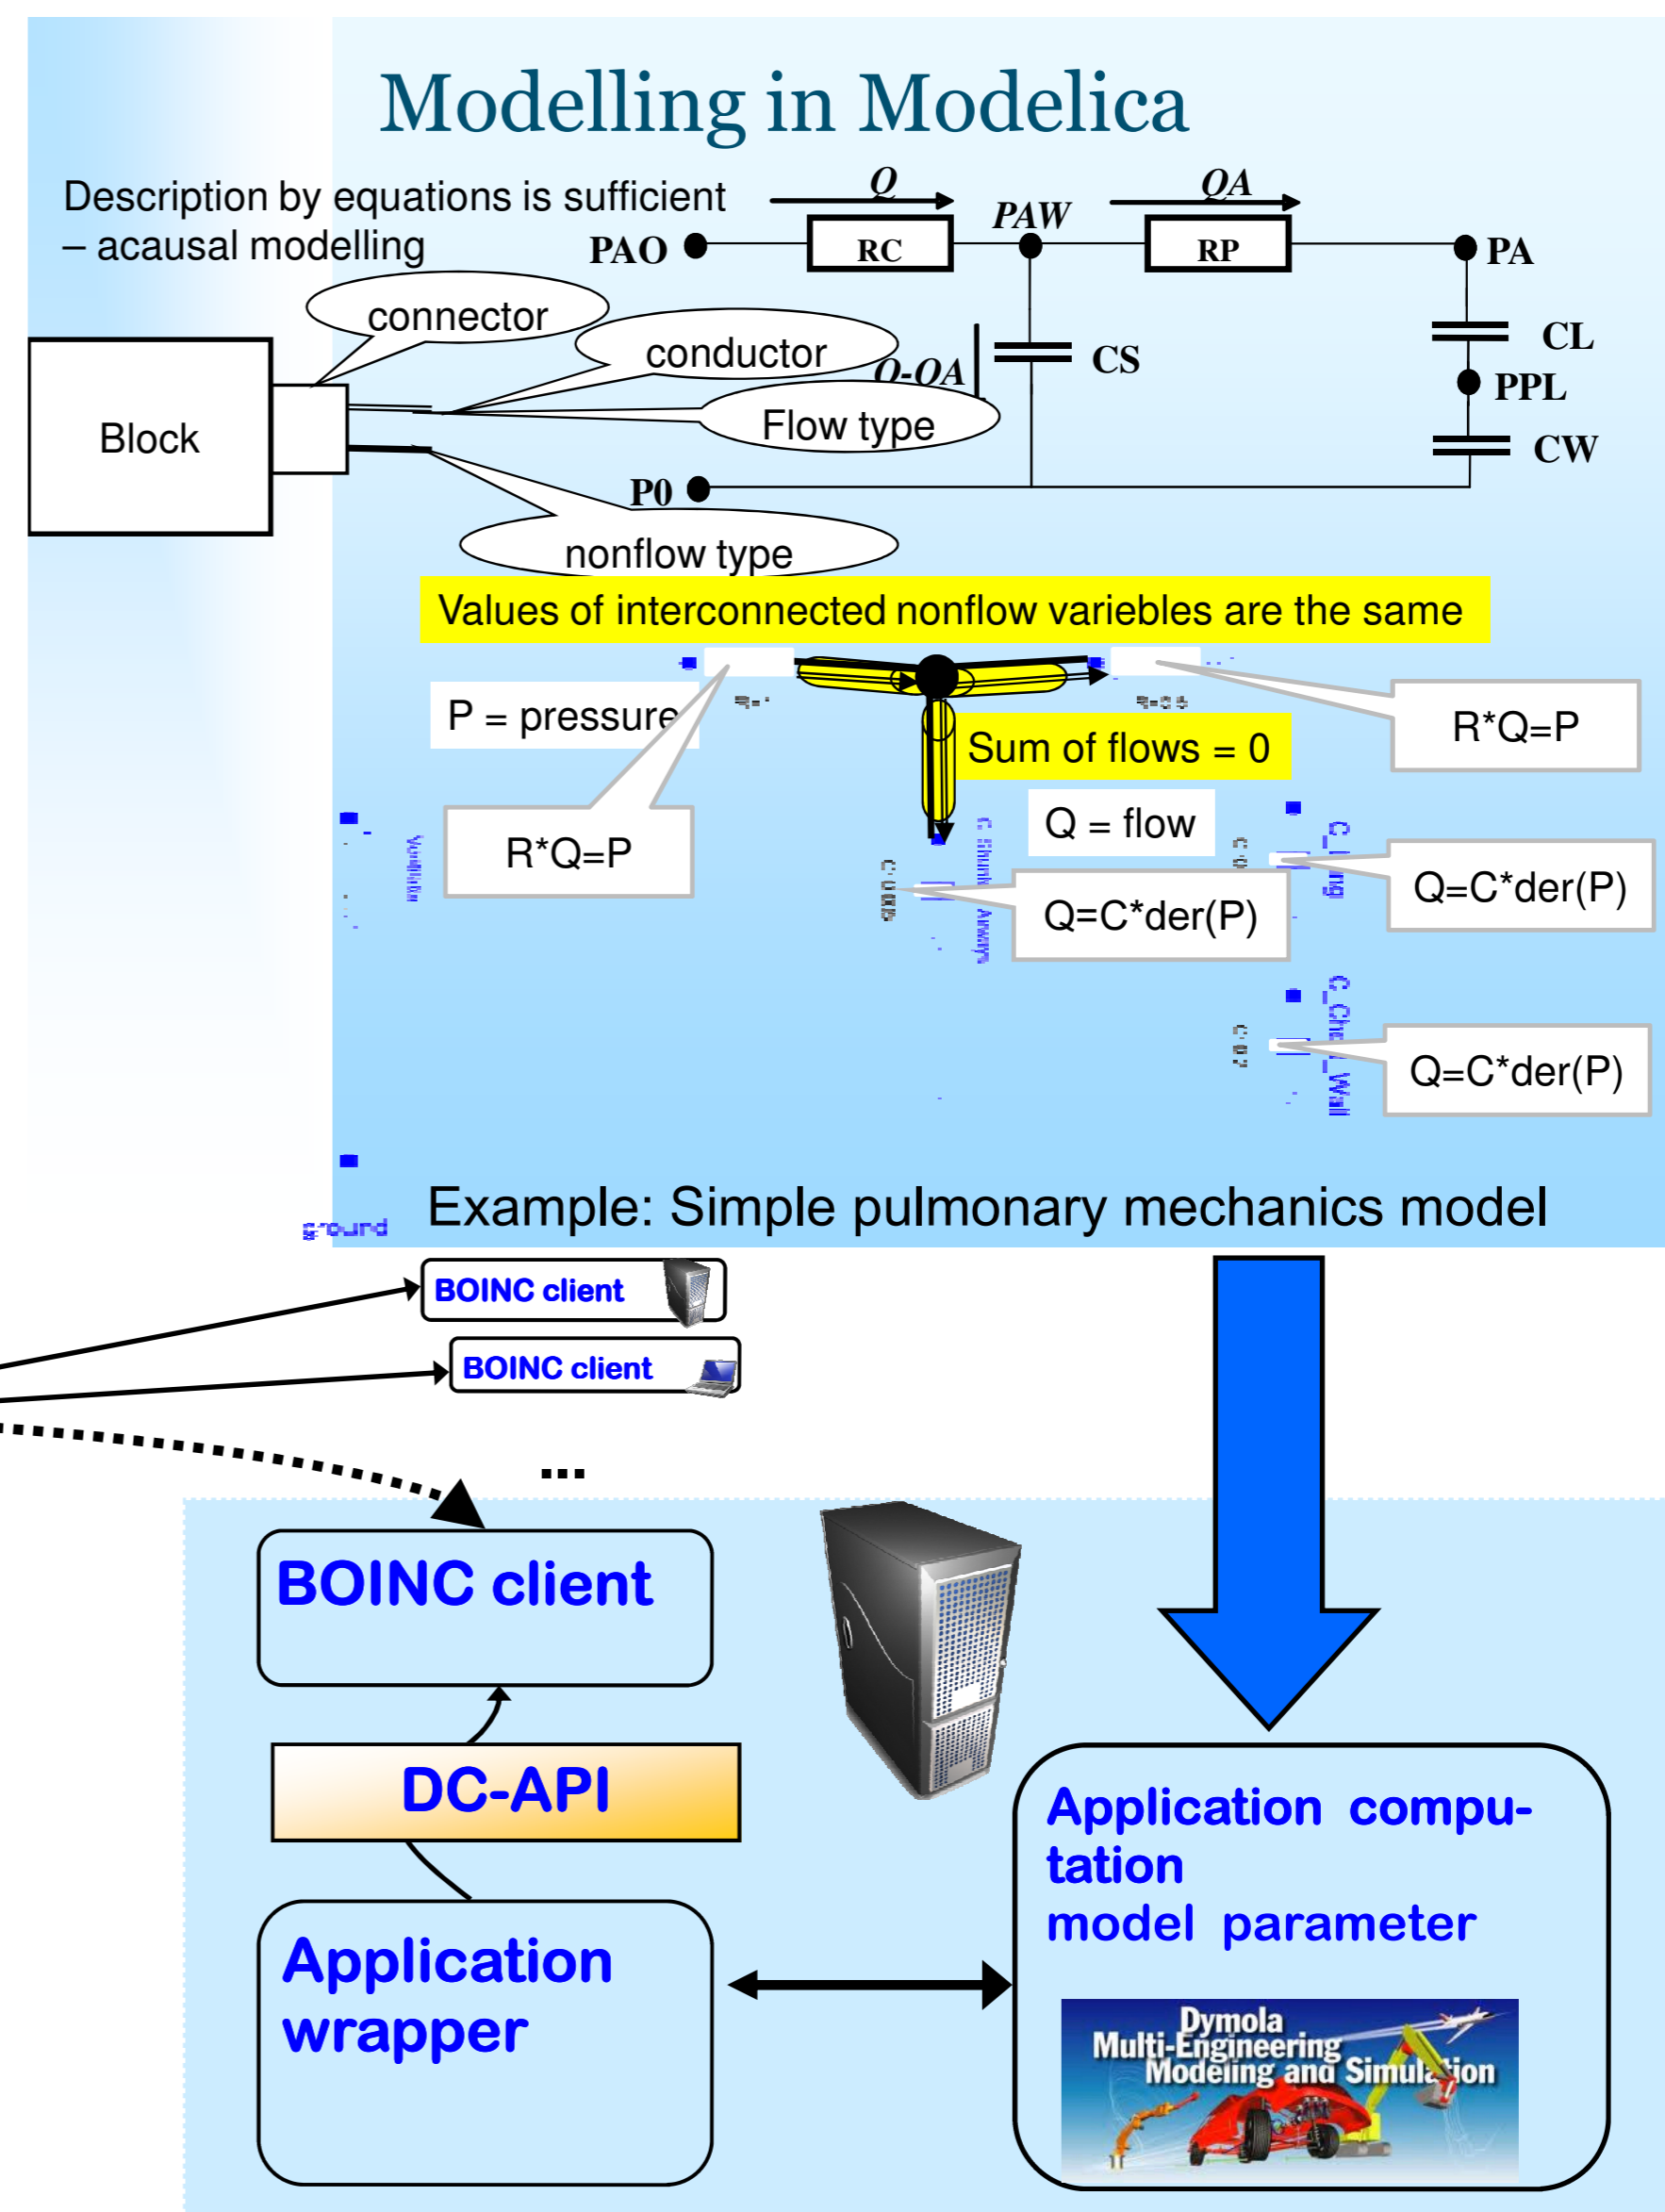 Modelling in Modelica
Description by equations is sufficient
– acausal modelling
Q
QA
PAO
RC
PAW
RP
PA
connector
conductor
Q-QA
CS
CL
PPL
Block
Flow type
CW
P0
nonflow type
Values of interconnected nonflow variebles are the same
P = pressure
R*Q=P
Sum of flows = 0
Q = flow
R*Q=P
Q=C*der(P)
Q=C*der(P)
Q=C*der(P)
Example: Simple pulmonary mechanics model
ground
BOINC client
BOINC client
...
BOINC client
DC-API
Application compu-
tation
model parameter
Application
wrapper
Dymola
Multi-Engineering
Modeling and Simulation